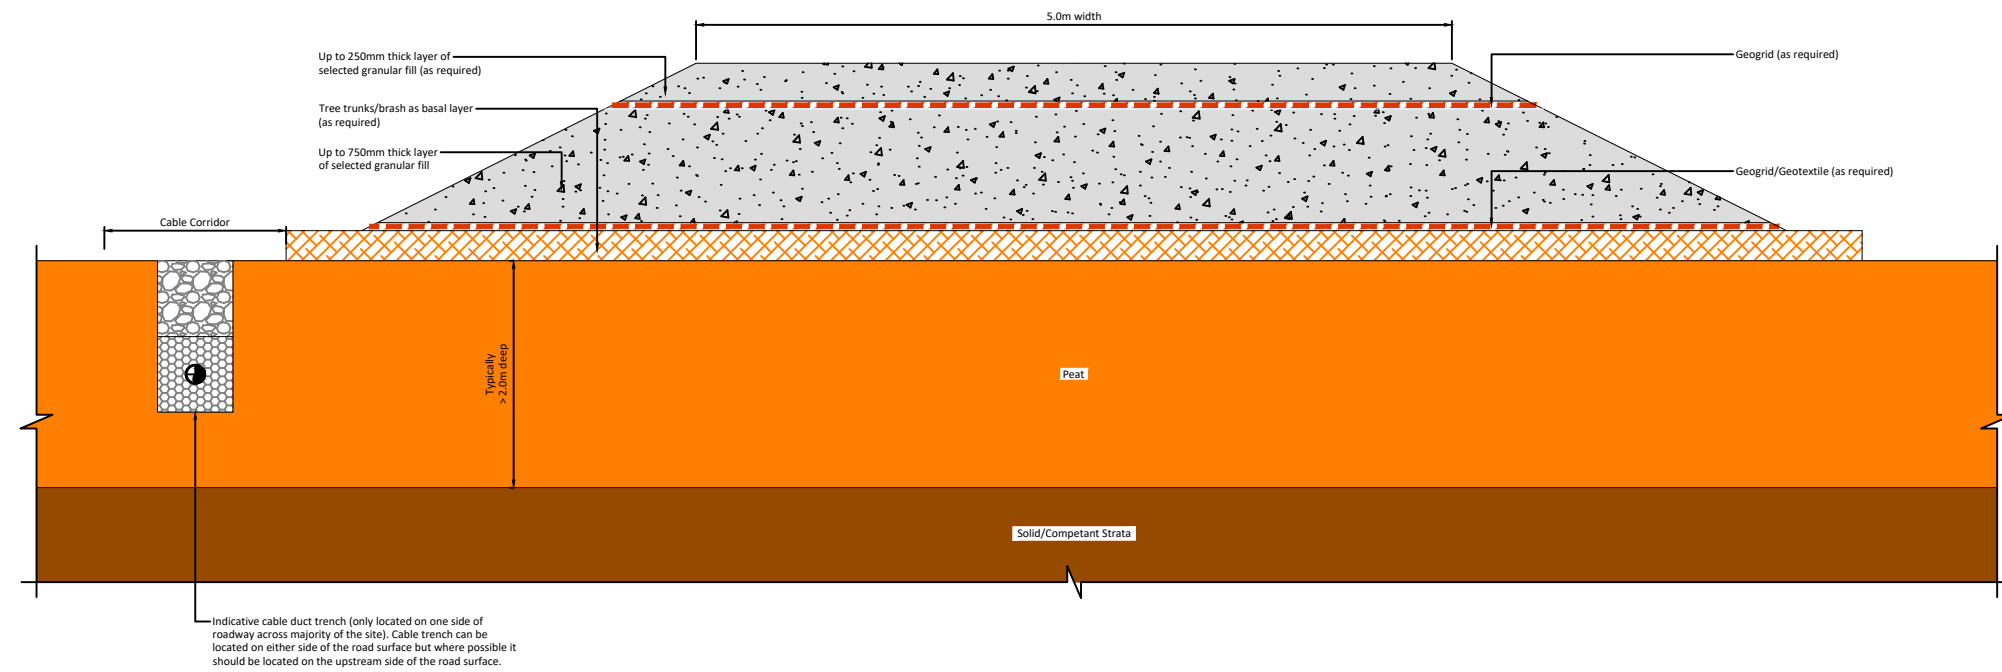 5.0m width
Up to 250mm thick layer of
selected granular fill (as required)
Geogrid (as required)
Tree trunks/brash as basal layer
(as required)
Up to 750mm thick layer
of selected granular fill
Geogrid/Geotextile (as required)
Cable Corridor
Typically
> 2.0m deep
Peat
Solid/Competant Strata
Indicative cable duct trench (only located on one side of
roadway across majority of the site). Cable trench can be
located on either side of the road surface but where possible it
should be located on the upstream side of the road surface.